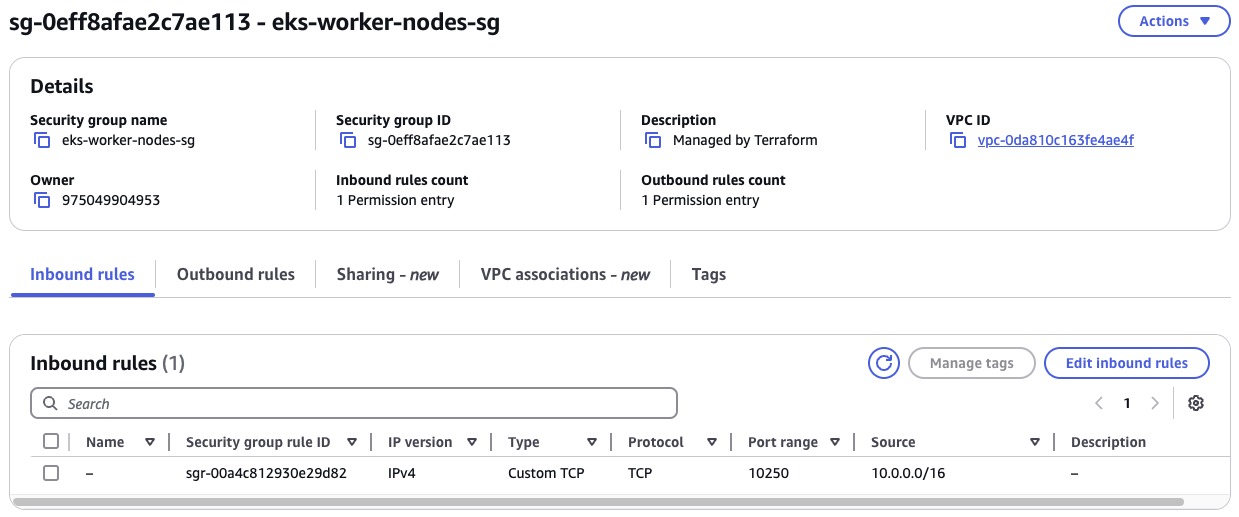 sg-0eff8afae2c7ae113 - eks-worker-nodes-sg
Actions
Details
Security group name
eks-worker-nodes-sg
Security group ID
sg-0eff8afae2c7ae113
Description
Managed by Terraform
VPC ID
vpc-0da810c163fe4ae4f
Owner
975049904953
Inbound rules count
1 Permission entry
Outbound rules count
1 Permission entry
Inbound rules
Outbound rules
Sharing - new
VPC associations - new
Tags
Inbound rules (1)
Manage tags
Edit inbound rules
Search
1
Name Security group rule ID IP version Type Protocol Port range Source Description
– sgr-00a4c812930e29d82 IPv4 Custom TCP TCP 10250 10.0.0.0/16 –